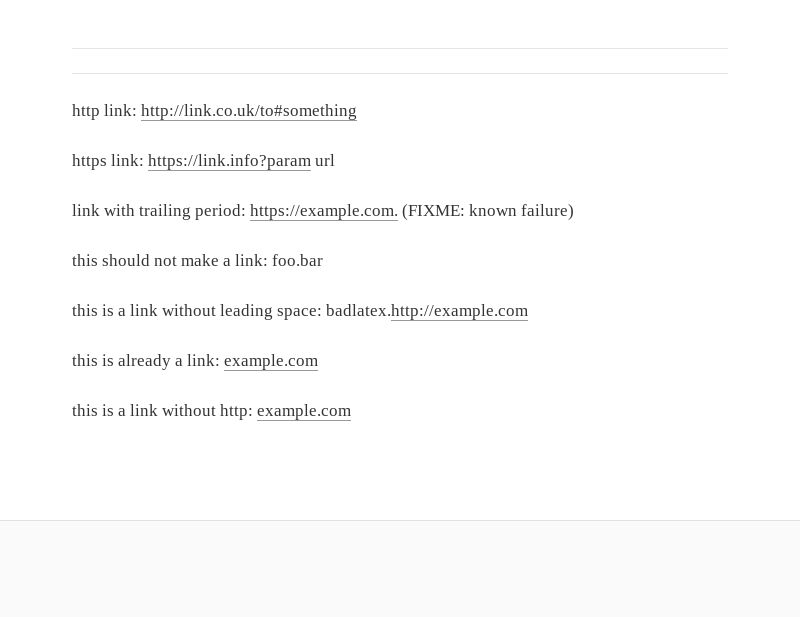 http link: http://link.co.uk/to#something
https link: https://link.info?param url
link with trailing period: https://example.com. (FIXME: known failure)
this should not make a link: foo.bar
this is a link without leading space: badlatex.http://example.com
this is already a link: example.com
this is a link without http: example.com